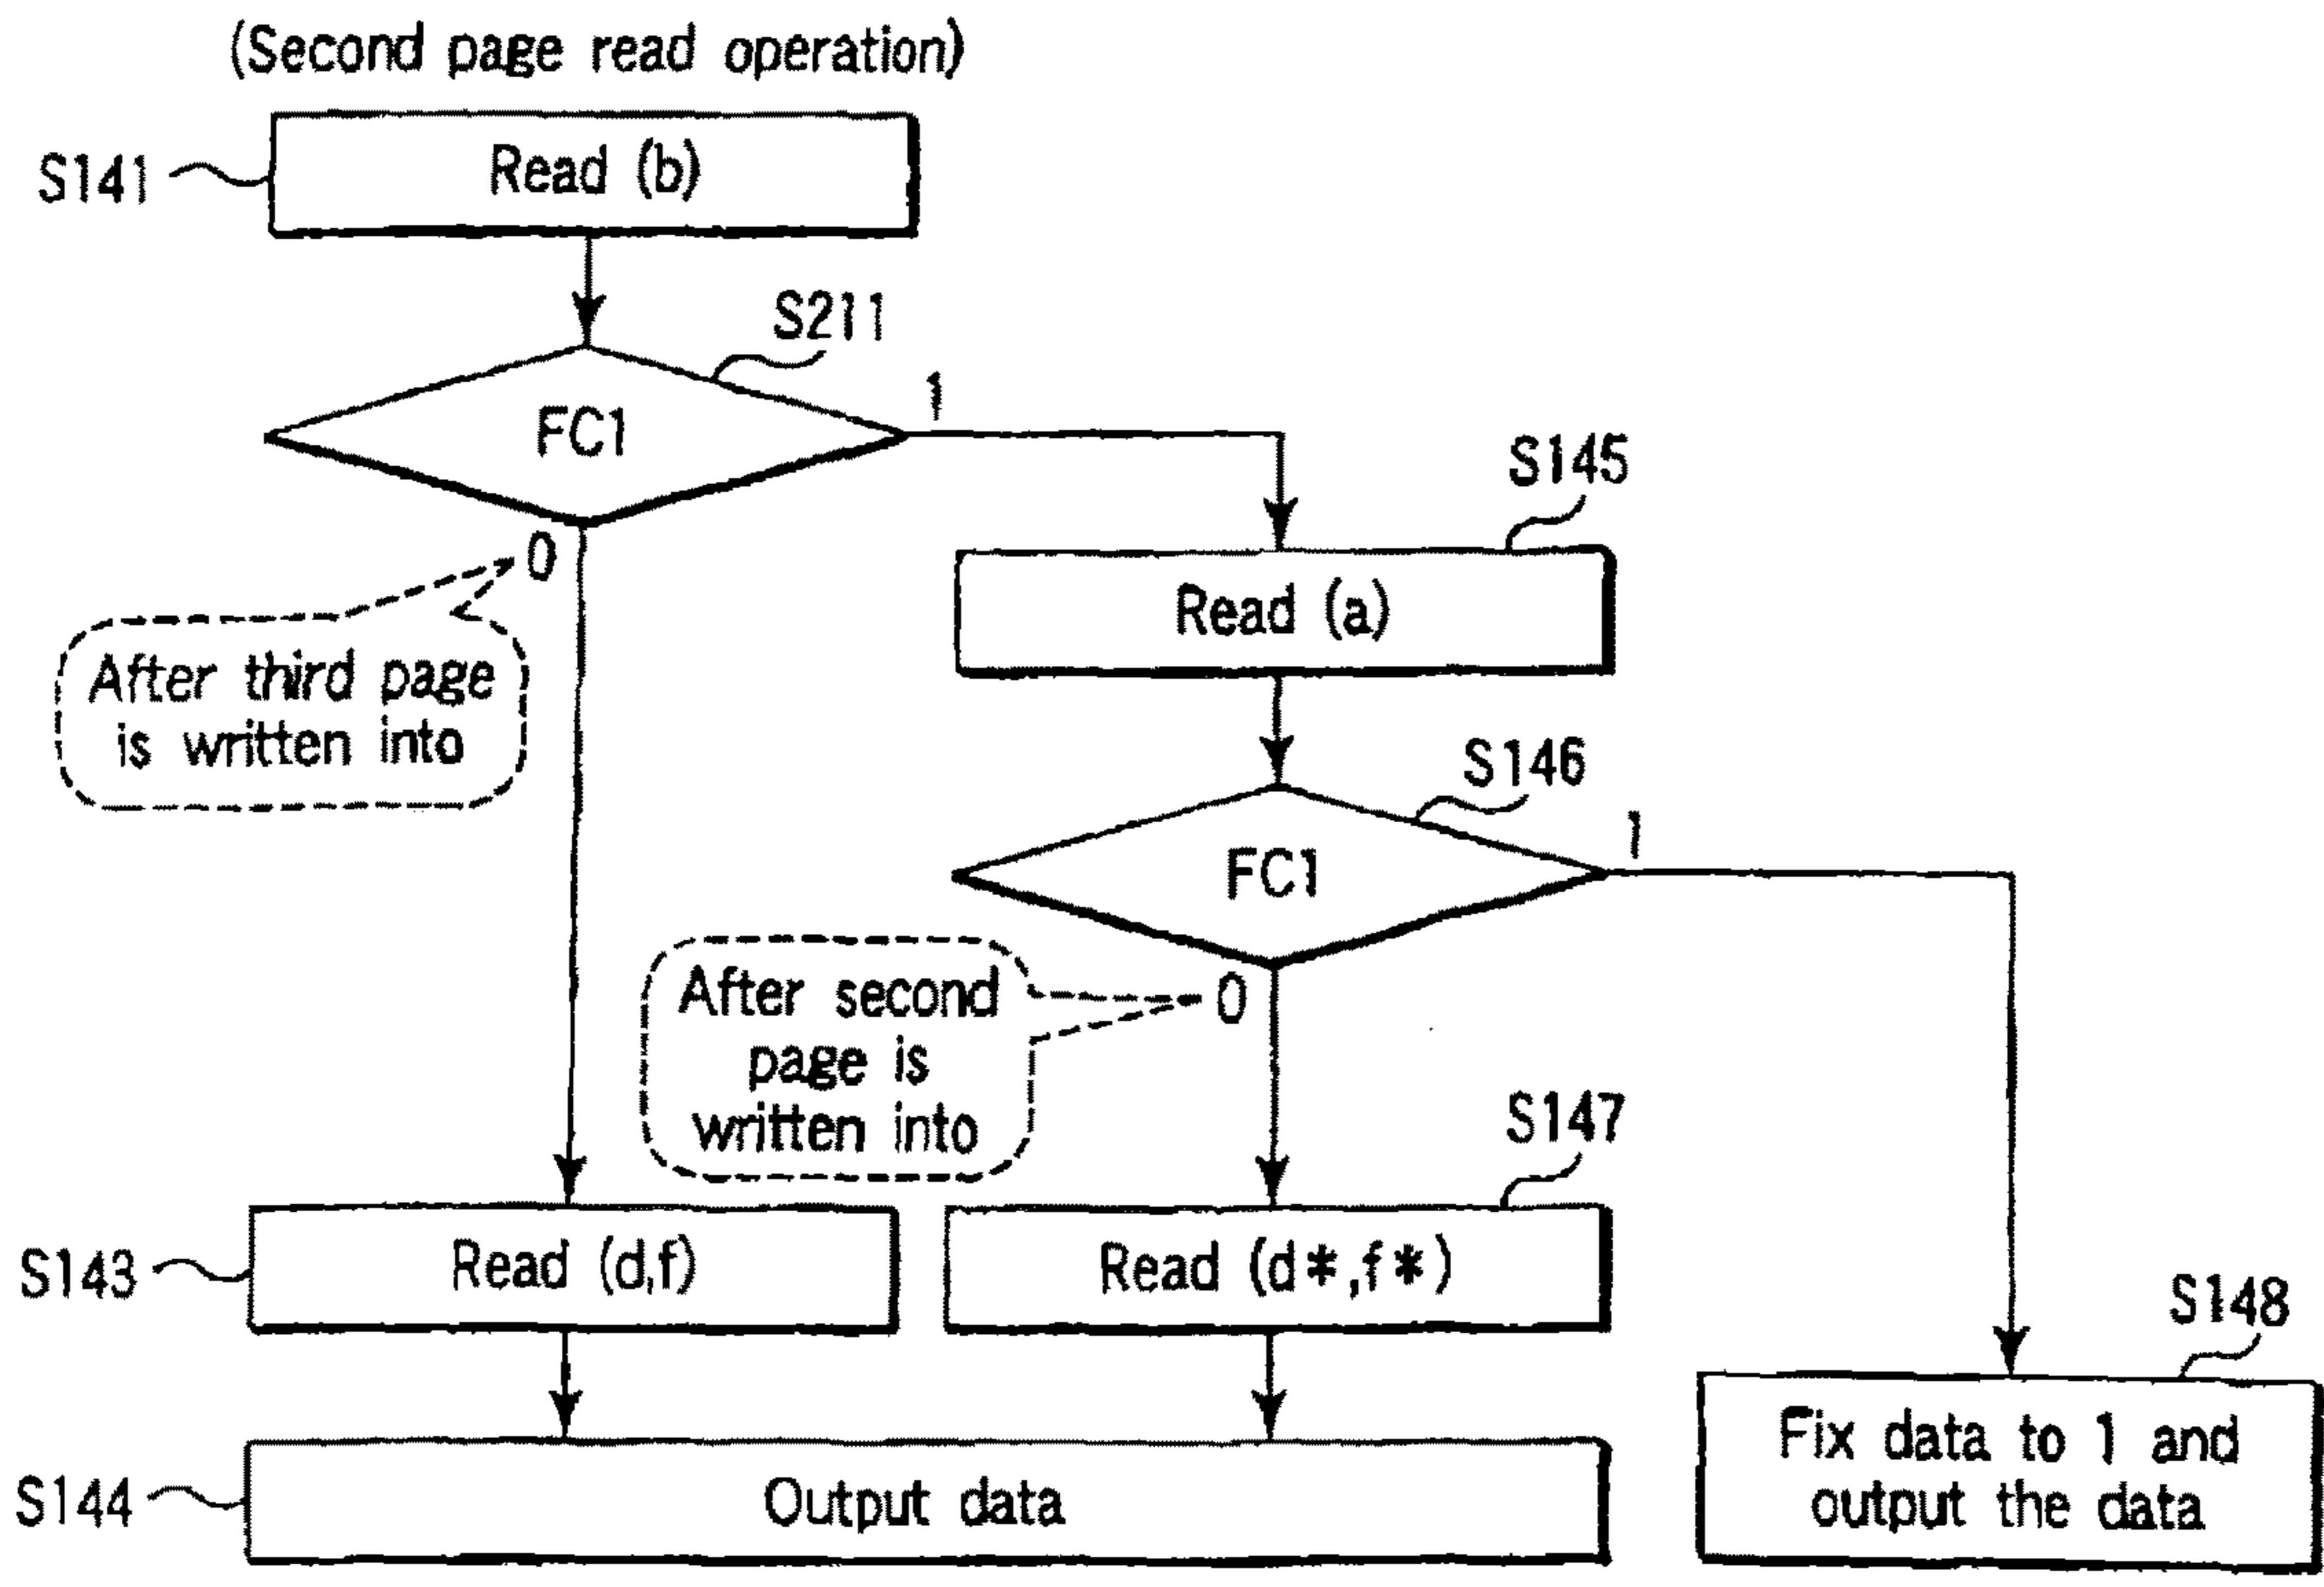 (Second page read operation)
S141
Read (b)
S211
FC1
1
0
S145
Read (a)
After third page
is written into
S146
FC1
1
0
After second
page is
written into
S147
S143
Read (d,f)
Read (d*,f*)
S148
Fix data to 1 and
output the data
S144
Output data